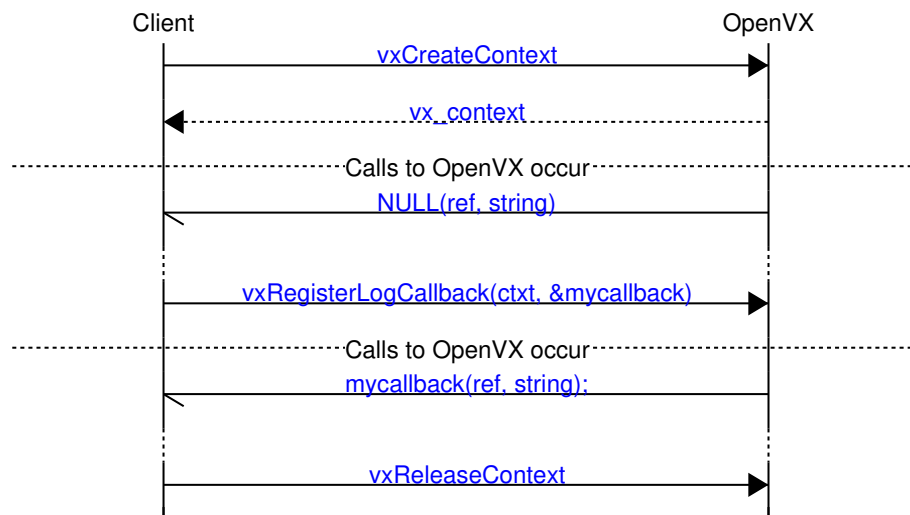 Client OpenVX
vxCreateContext
vx_context
Calls to OpenVX occur
NULL(ref, string)
vxRegisterLogCallback(ctxt, &mycallback)
Calls to OpenVX occur
mycallback(ref, string);
vxReleaseContext